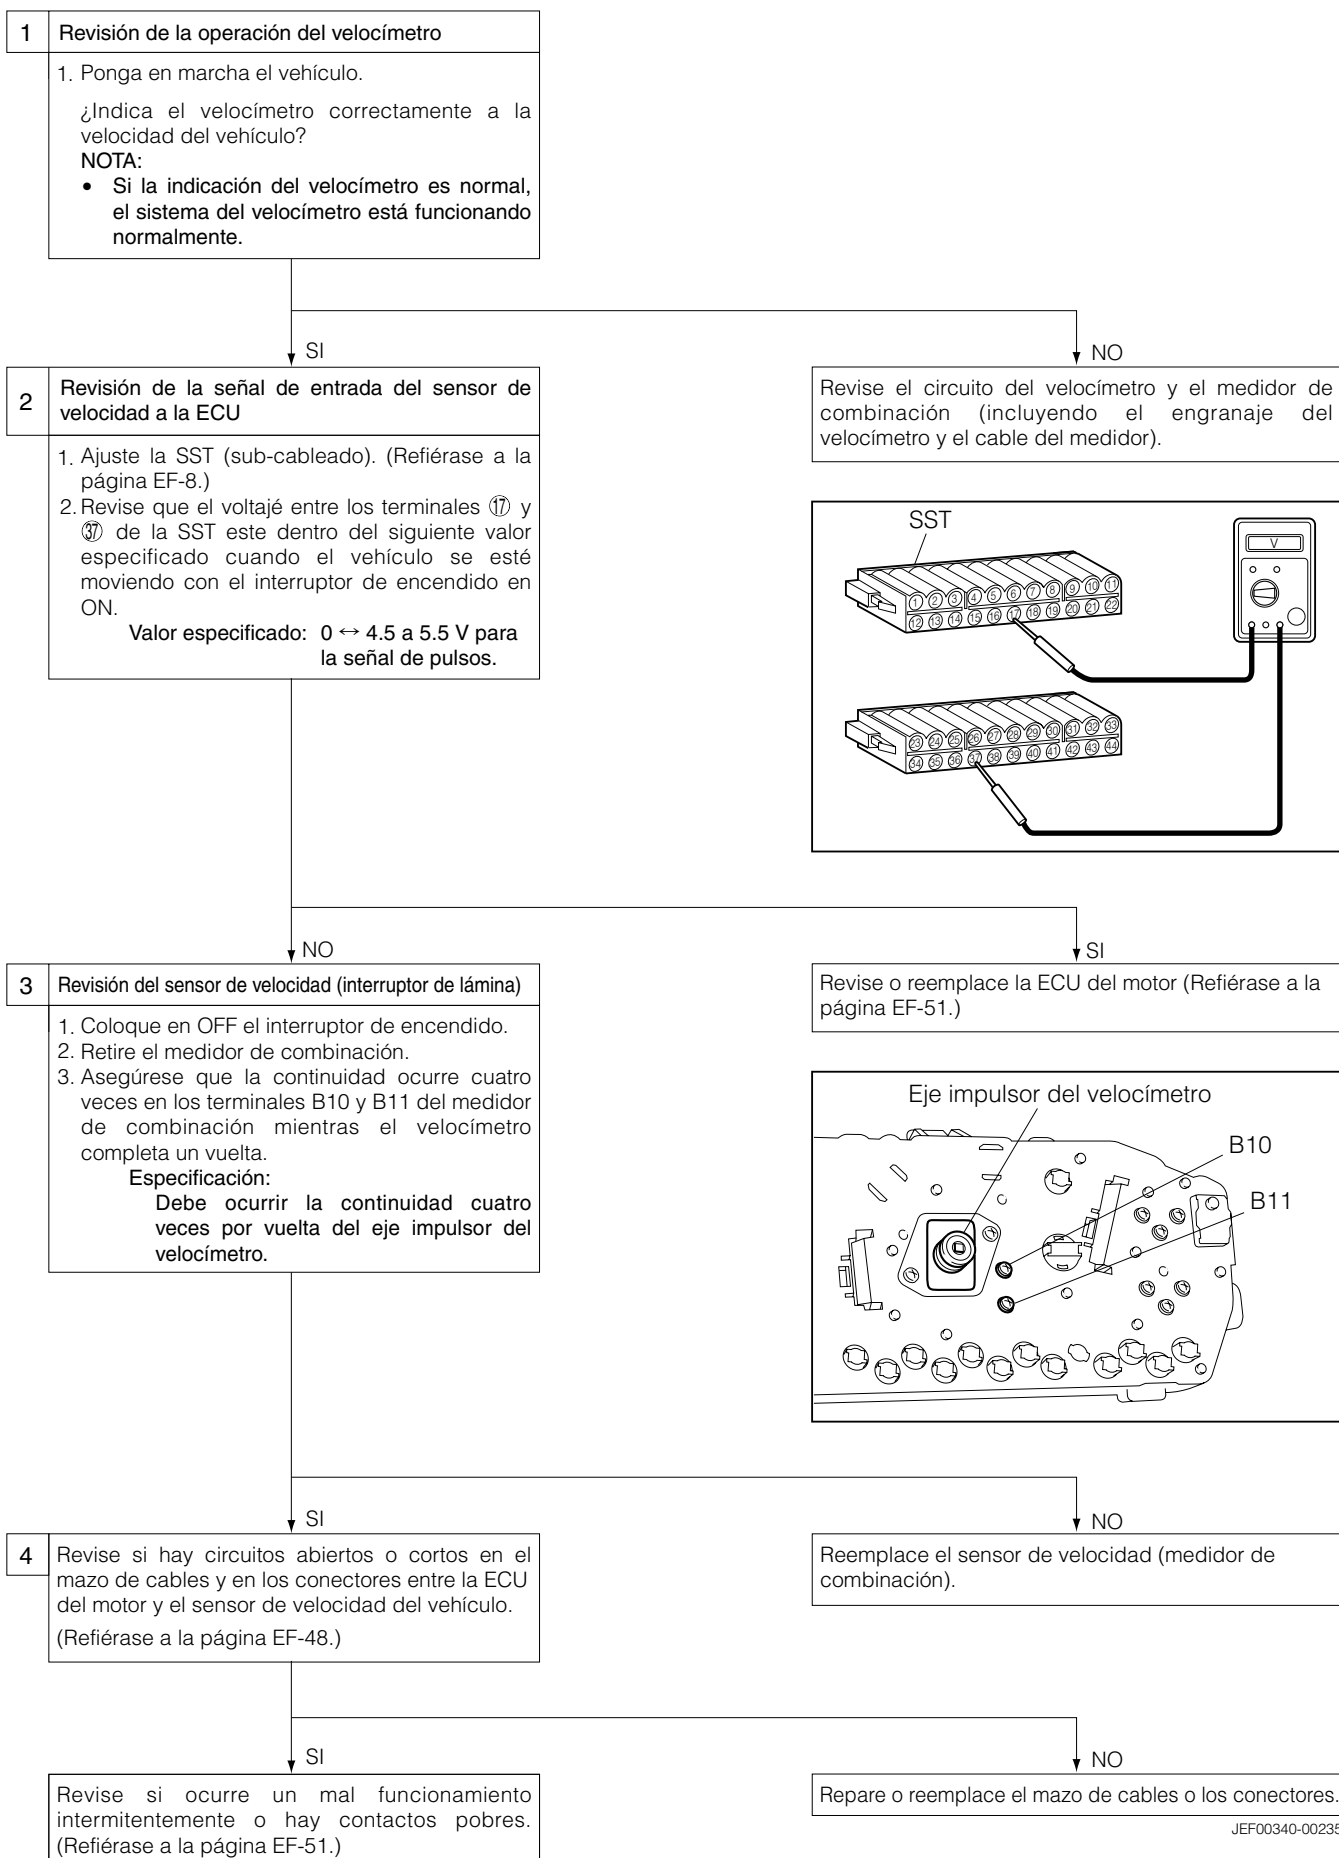 1 Revisión de la operación del velocímetro
1. Ponga en marcha el vehículo.
¿Indica el velocímetro correctamente a la
velocidad del vehículo?
NOTA:
• Si la indicación del velocímetro es normal,
el sistema del velocímetro está funcionando
normalmente.
SI
NO
2 Revisión de la señal de entrada del sensor de
velocidad a la ECU
1. Ajuste la SST (sub-cableado). (Refiérase a la
página EF-8.)
2. Revise que el voltajé entre los terminales ⑰ y
㊲ de la SST este dentro del siguiente valor
especificado cuando el vehículo se esté
moviendo con el interruptor de encendido en
ON.
Valor especificado: 0 ↔ 4.5 a 5.5 V para
la señal de pulsos.
Revise el circuito del velocímetro y el medidor de
combinación (incluyendo el engranaje del
velocímetro y el cable del medidor).
SST
V
① ② ③ ④ ⑤ ⑥ ⑦ ⑧ ⑨ ⑩ ⑪
⑫ ⑬ ⑭ ⑮ ⑯ ⑰ ⑱ ⑲ ⑳ ㉑ ㉒
㉓ ㉔ ㉕ ㉖ ㉗ ㉘ ㉙ ㉚ ㉛ ㉜ ㉝
㉞ ㉟ ㊱ ㊲ ㊳ ㊴ ㊵ ㊶ ㊷ ㊸ ㊹
NO
SI
3 Revisión del sensor de velocidad (interruptor de lámina)
1. Coloque en OFF el interruptor de encendido.
2. Retire el medidor de combinación.
3. Asegúrese que la continuidad ocurre cuatro
veces en los terminales B10 y B11 del medidor
de combinación mientras el velocímetro
completa un vuelta.
Especificación:
Debe ocurrir la continuidad cuatro
veces por vuelta del eje impulsor del
velocímetro.
Revise o reemplace la ECU del motor (Refiérase a la
página EF-51.)
Eje impulsor del velocímetro
B10
B11
SI
NO
4 Revise si hay circuitos abiertos o cortos en el
mazo de cables y en los conectores entre la ECU
del motor y el sensor de velocidad del vehículo.
(Refiérase a la página EF-48.)
Reemplace el sensor de velocidad (medidor de
combinación).
SI
NO
Revise si ocurre un mal funcionamiento
intermitentemente o hay contactos pobres.
(Refiérase a la página EF-51.)
Repare o reemplace el mazo de cables o los conectores.
JEF00340-00235